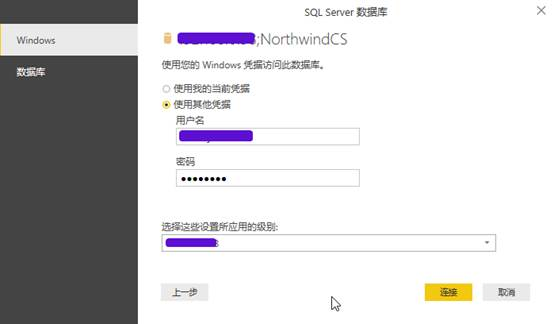 SQL Server 数据库
Windows
数据库
;NorthwindCS
使用您的 Windows 凭据访问此数据库。
使用我的当前凭据
使用其他凭据
用户名
密码
选择这些设置所应用的级别:
上一步
连接
取消